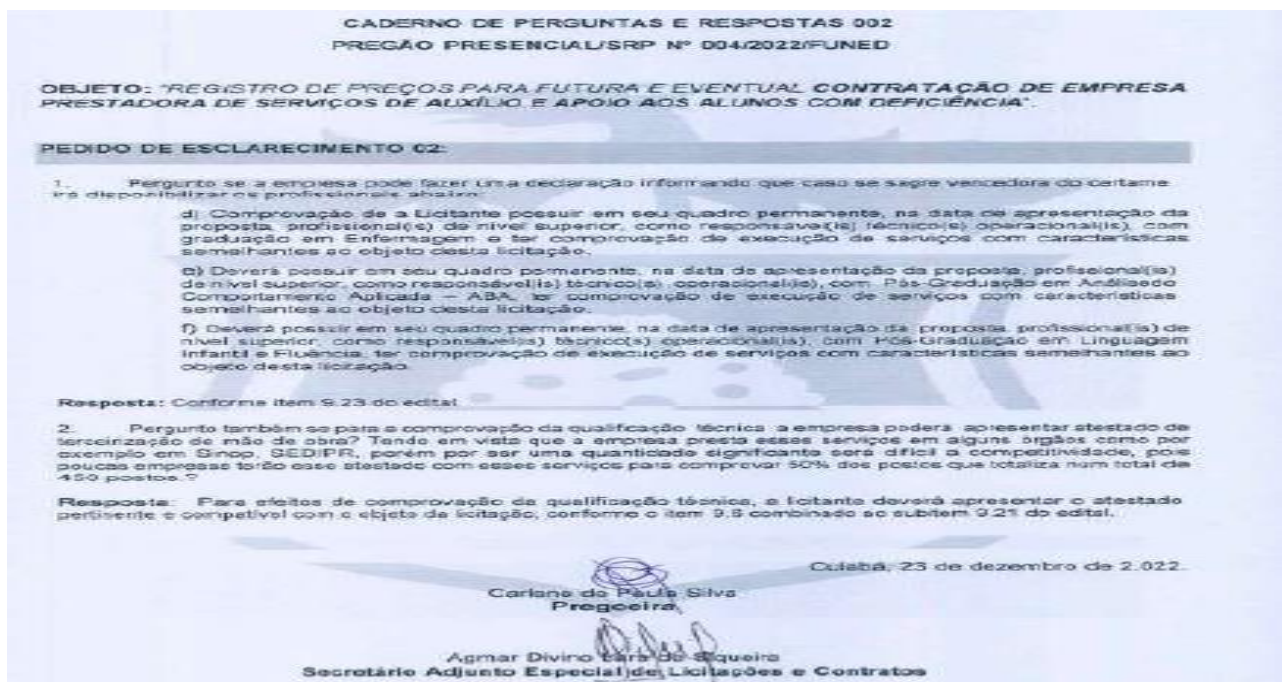 CADERNO DE PERGUNTAS E RESPOSTAS 002
PREGÃO PRESENCIAL/SRP Nº 004/2022/FUNED
OBJETO: "REGISTRO DE PREÇOS PARA FUTURA E EVENTUAL CONTRATAÇÃO DE EMPRESA
PRESTADORA DE SERVIÇOS DE AUXÍLIO E APOIO AOS ALUNOS COM DEFICIÊNCIA".
PEDIDO DE ESCLARECIMENTO 02:
1. Pergunto se a empresa pode fazer uma declaração informando que caso se sagre vencedora do certame
irá disponibilizar os profissionais abaixo:
d) Comprovação de a Licitante possuir em seu quadro permanente, na data de apresentação da
proposta, profissional(is) de nível superior, como responsável(is) técnico(s) operacional(is), com
graduação em Enfermagem e ter comprovação de execução de serviços com características
semelhantes ao objeto desta licitação.
e) Deverá possuir em seu quadro permanente, na data de apresentação da proposta, profissional(is)
de nível superior, como responsável(is) técnico(s) operacional(is), com Pós-Graduação em Análisedo
Comportamento Aplicada – ABA, ter comprovação de execução de serviços com características
semelhantes ao objeto desta licitação.
f) Deverá possuir em seu quadro permanente, na data de apresentação da proposta, profissional(is) de
nível superior, como responsável(is) técnico(s) operacional(is), com Pós-Graduação em Linguagem
Infantil e Fluência, ter comprovação de execução de serviços com características semelhantes ao
objeto desta licitação.
Resposta: Conforme item 9.23 do edital.
2. Pergunto também se para a comprovação da qualificação técnica a empresa poderá apresentar atestado de
terceirização de mão de obra? Tendo em vista que a empresa presta esses serviços em alguns órgãos como por
exemplo em Sinop, SEDIPR, porém por ser uma quantidade significante será difícil a competitividade, pois
poucas empresas terão esse atestado com esses serviços para comprovar 50% dos postos que totaliza num total de
450 postos.?
Resposta: Para efeitos de comprovação da qualificação técnica, a licitante deverá apresentar o atestado
pertinente e compatível com o objeto da licitação, conforme o item 9.8 combinado ao subitem 9.21 do edital.
Cuiabá, 23 de dezembro de 2.022.
Carlane de Paula Silva
Pregoeira
Agmar Divino Lara de Siqueira
Secretário Adjunto Especial de Licitações e Contratos